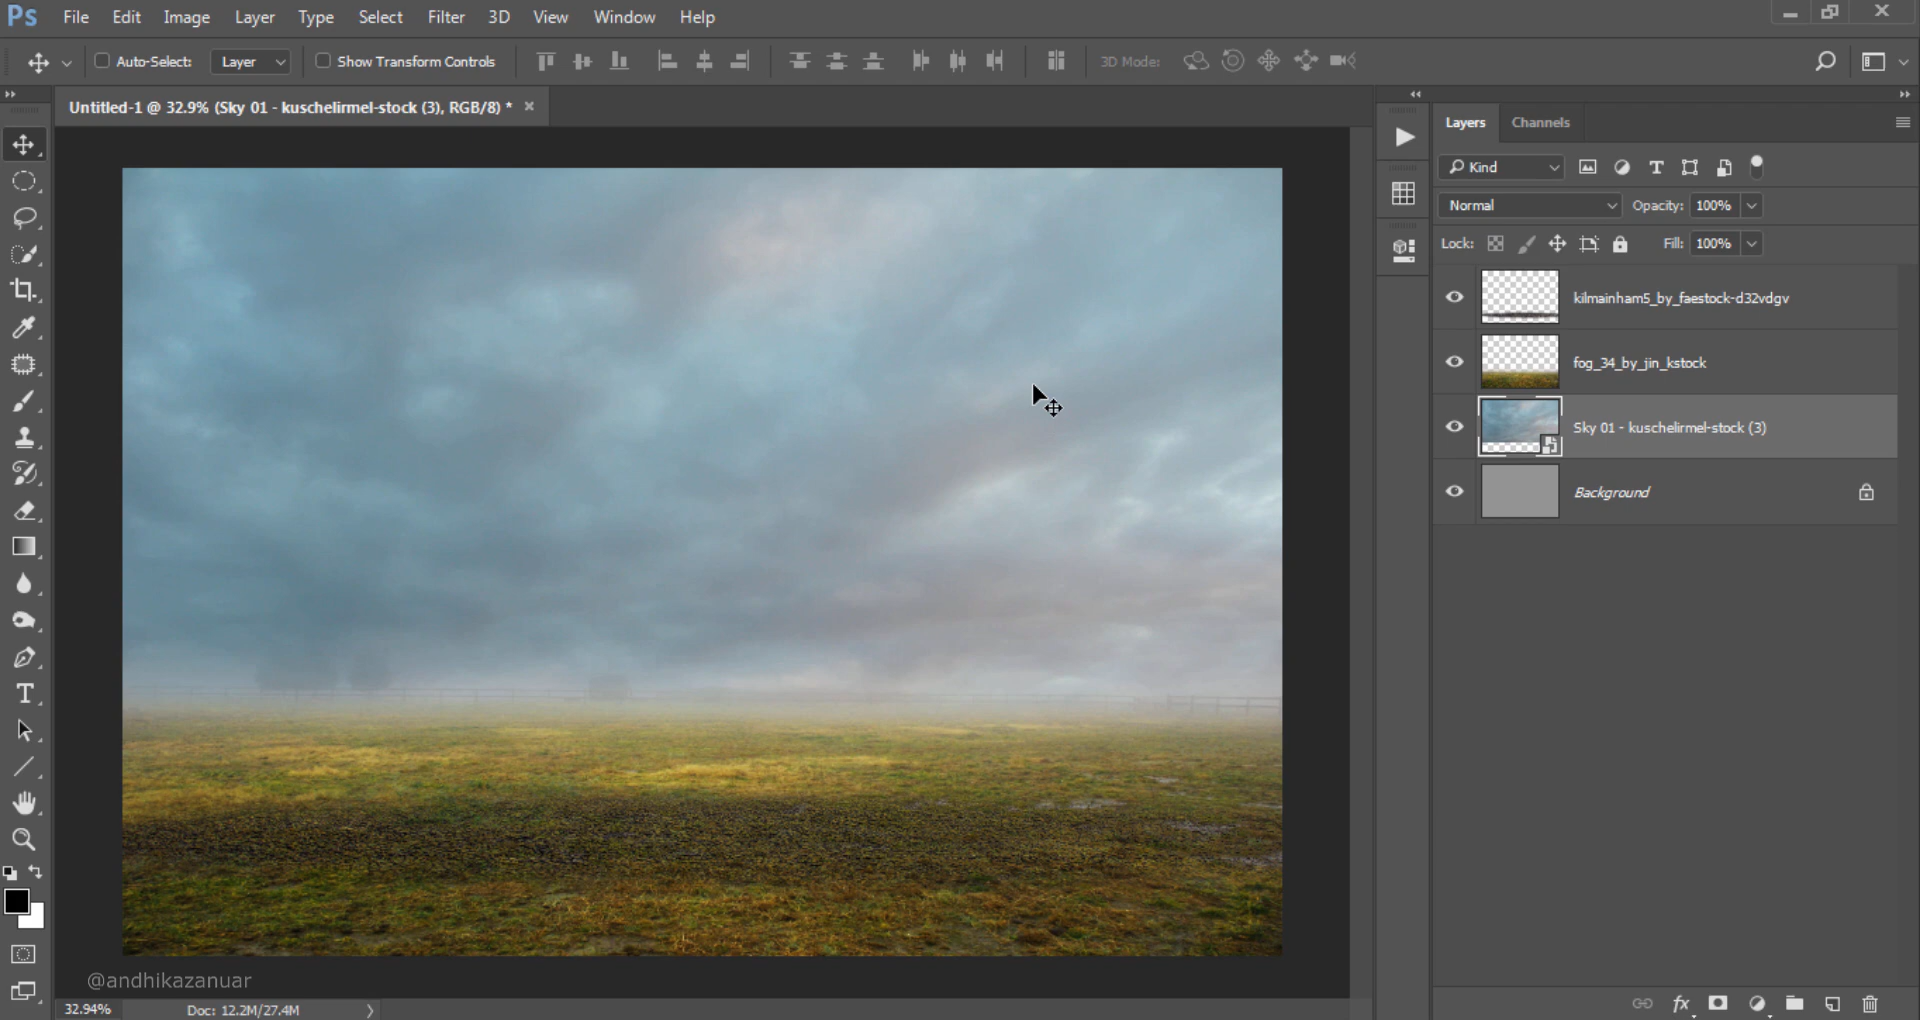 Ps File Edit Image Layer Type Select Filter 3D View Window Help
Auto-Select: Layer Show Transform Controls 3D Mode:
Untitled-1 @ 32.9% (Sky 01 - kuschelirmel-stock (3), RGB/8) *
Layers Channels
Kind
Normal Opacity: 100%
Lock: Fill: 100%
kilmainham5_by_faestock-d32vdgv
fog_34_by_jin_kstock
Sky 01 - kuschelirmel-stock (3)
Background
@andhikazanuar
32.94% Doc: 12.2M/27.4M